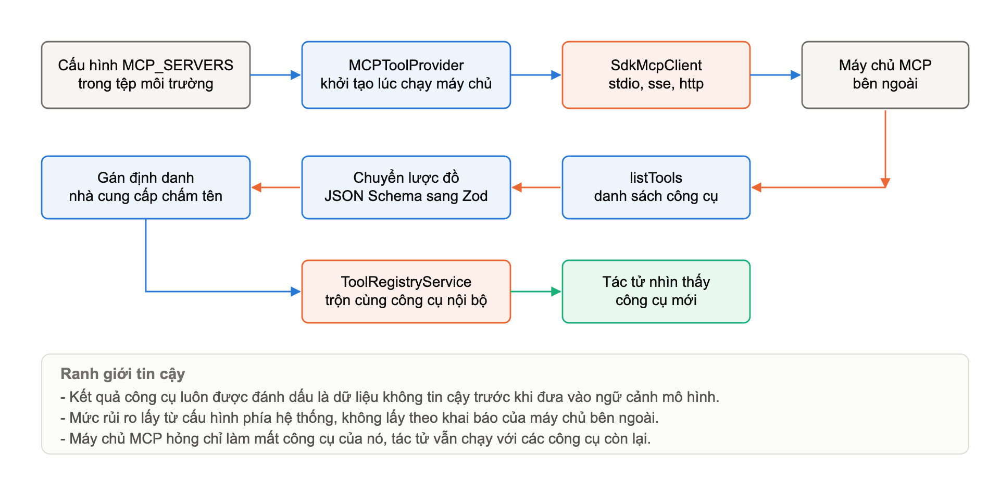 Cấu hình MCP_SERVERS
trong tệp môi trường
MCPToolProvider
khởi tạo lúc chạy máy chủ
SdkMcpClient
stdio, sse, http
Máy chủ MCP
bên ngoài
Gán định danh
nhà cung cấp chấm tên
Chuyển lược đồ
JSON Schema sang Zod
listTools
danh sách công cụ
ToolRegistryService
trộn cùng công cụ nội bộ
Tác tử nhìn thấy
công cụ mới
Ranh giới tin cậy
- Kết quả công cụ luôn được đánh dấu là dữ liệu không tin cậy trước khi đưa vào ngữ cảnh mô hình.
- Mức rủi ro lấy từ cấu hình phía hệ thống, không lấy theo khai báo của máy chủ bên ngoài.
- Máy chủ MCP hỏng chỉ làm mất công cụ của nó, tác tử vẫn chạy với các công cụ còn lại.